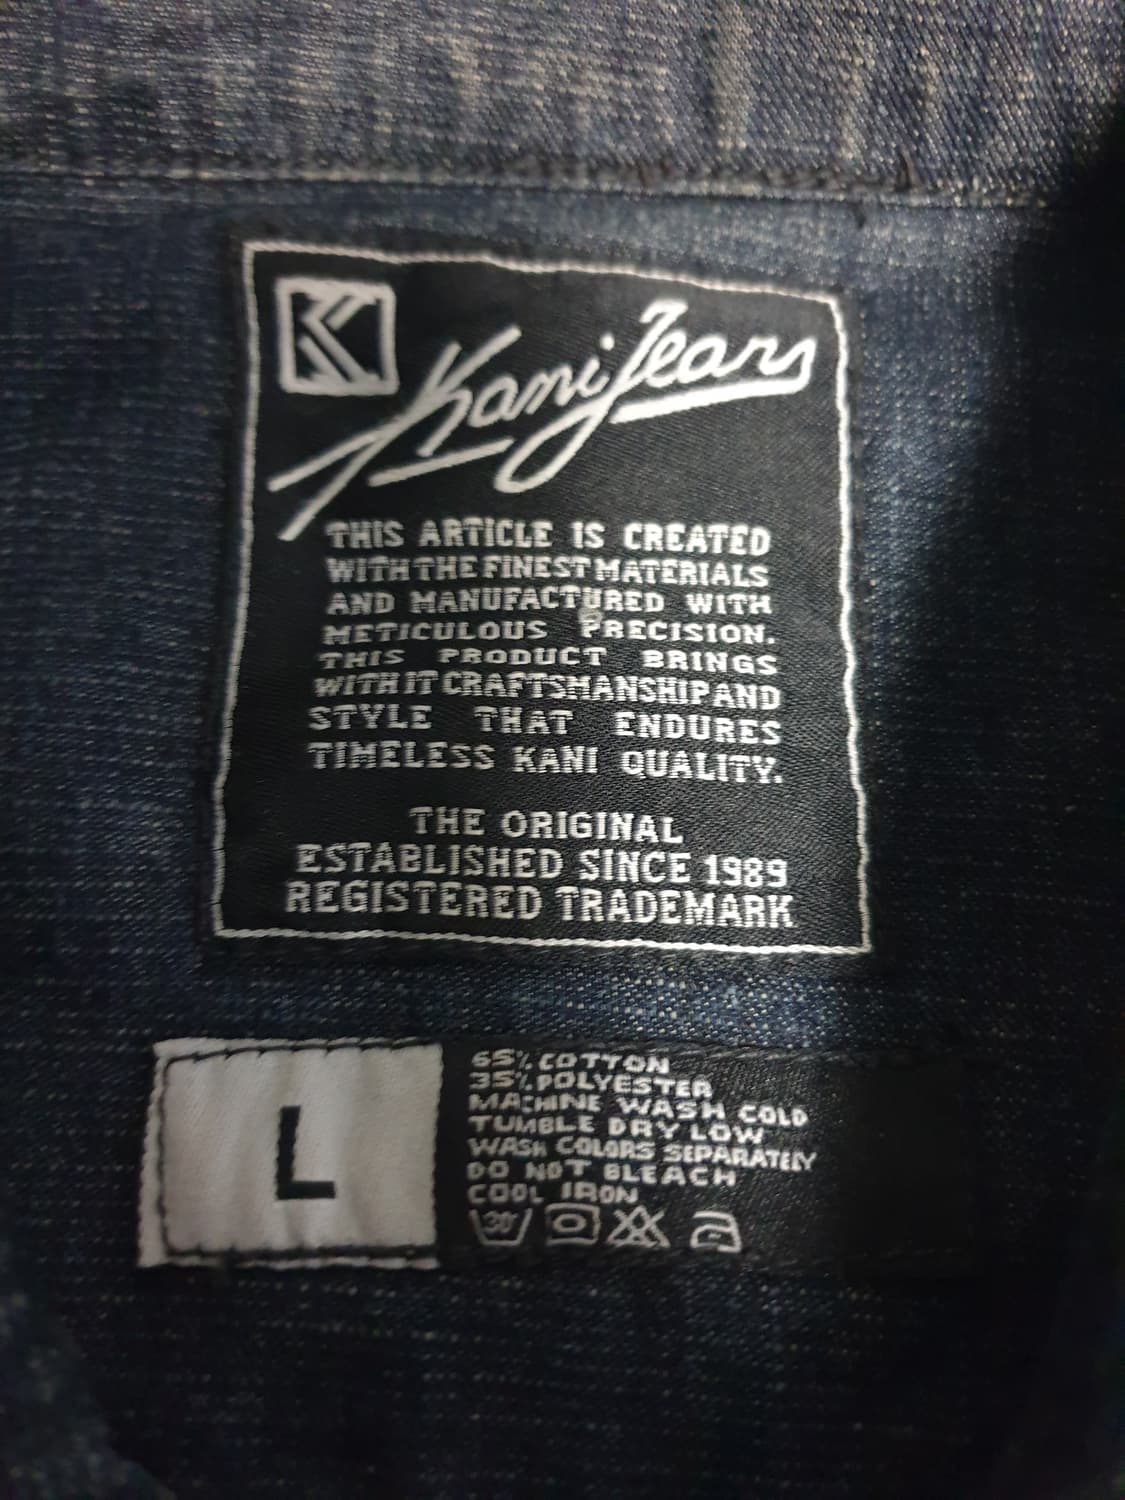 K
Kani Jeans
THIS ARTICLE IS CREATED
WITH THE FINEST MATERIALS
AND MANUFACTURED WITH
METICULOUS PRECISION.
THIS PRODUCT BRINGS
WITH IT CRAFTSMANSHIP AND
STYLE THAT ENDURES
TIMELESS KANI QUALITY.
THE ORIGINAL
ESTABLISHED SINCE 1989
REGISTERED TRADEMARK
L
65% COTTON
35% POLYESTER
MACHINE WASH COLD
TUMBLE DRY LOW
WASH COLORS SEPARATELY
DO NOT BLEACH
COOL IRON
30°